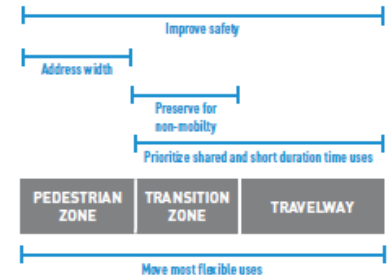 Improve safety
Address width
Preserve for
non-mobilty
Prioritize shared and short duration time uses
PEDESTRIAN
ZONE
TRANSITION
ZONE
TRAVELWAY
Move most flexible uses